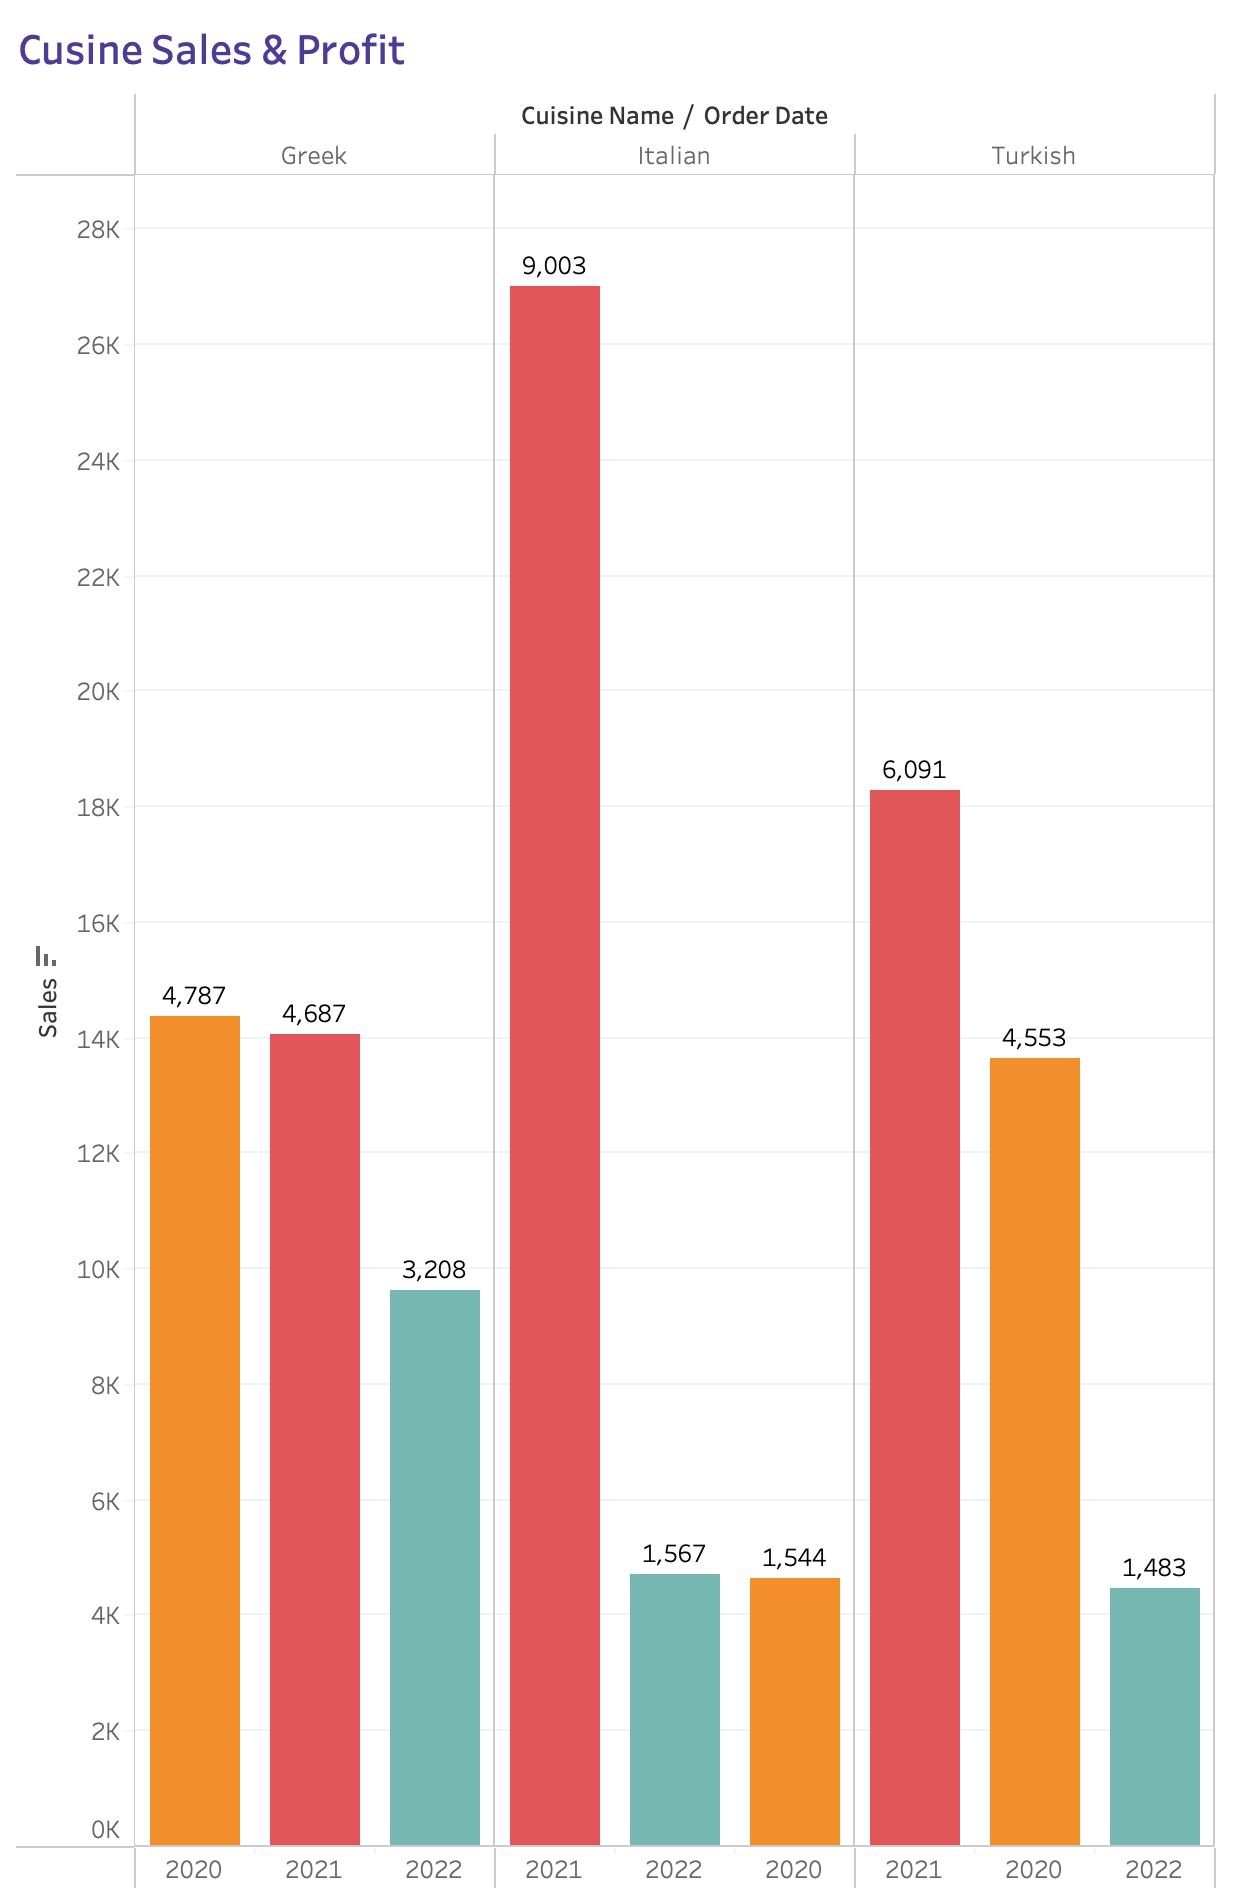 Cusine Sales & Profit
Cuisine Name / Order Date
Greek Italian Turkish
28K
9,003
26K
24K
22K
20K
6,091
18K
16K
Sales
4,787
4,687
14K
4,553
12K
10K
3,208
8K
6K
1,567
1,544
1,483
4K
2K
0K
2020 2021 2022 2021 2022 2020 2021 2020 2022